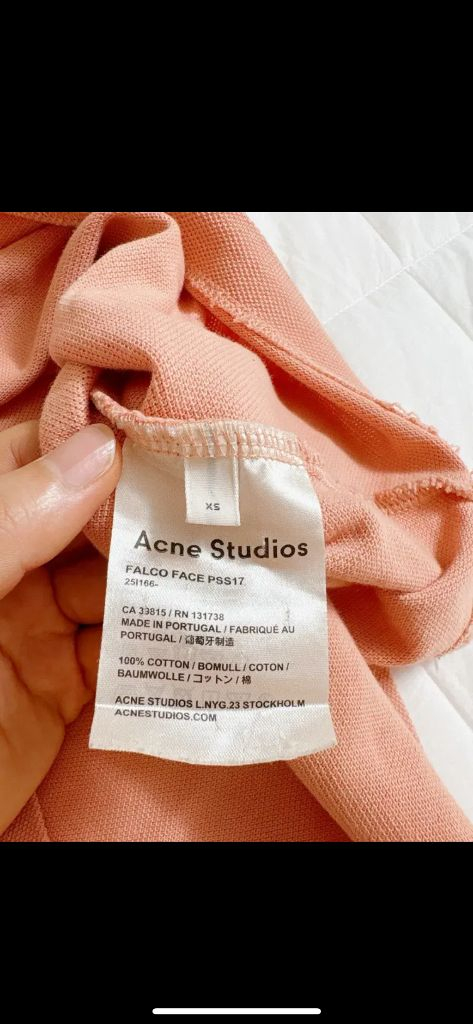 XS
Acne Studios
FALCO FACE PSS17
25I166-
CA 39815 / RN 131738
MADE IN PORTUGAL / FABRIQUÉ AU
PORTUGAL / 葡萄牙制造
100% COTTON / BOMULL / COTON /
BAUMWOLLE / コットン / 棉
ACNE STUDIOS L.NYG.23 STOCKHOLM
ACNESTUDIOS.COM